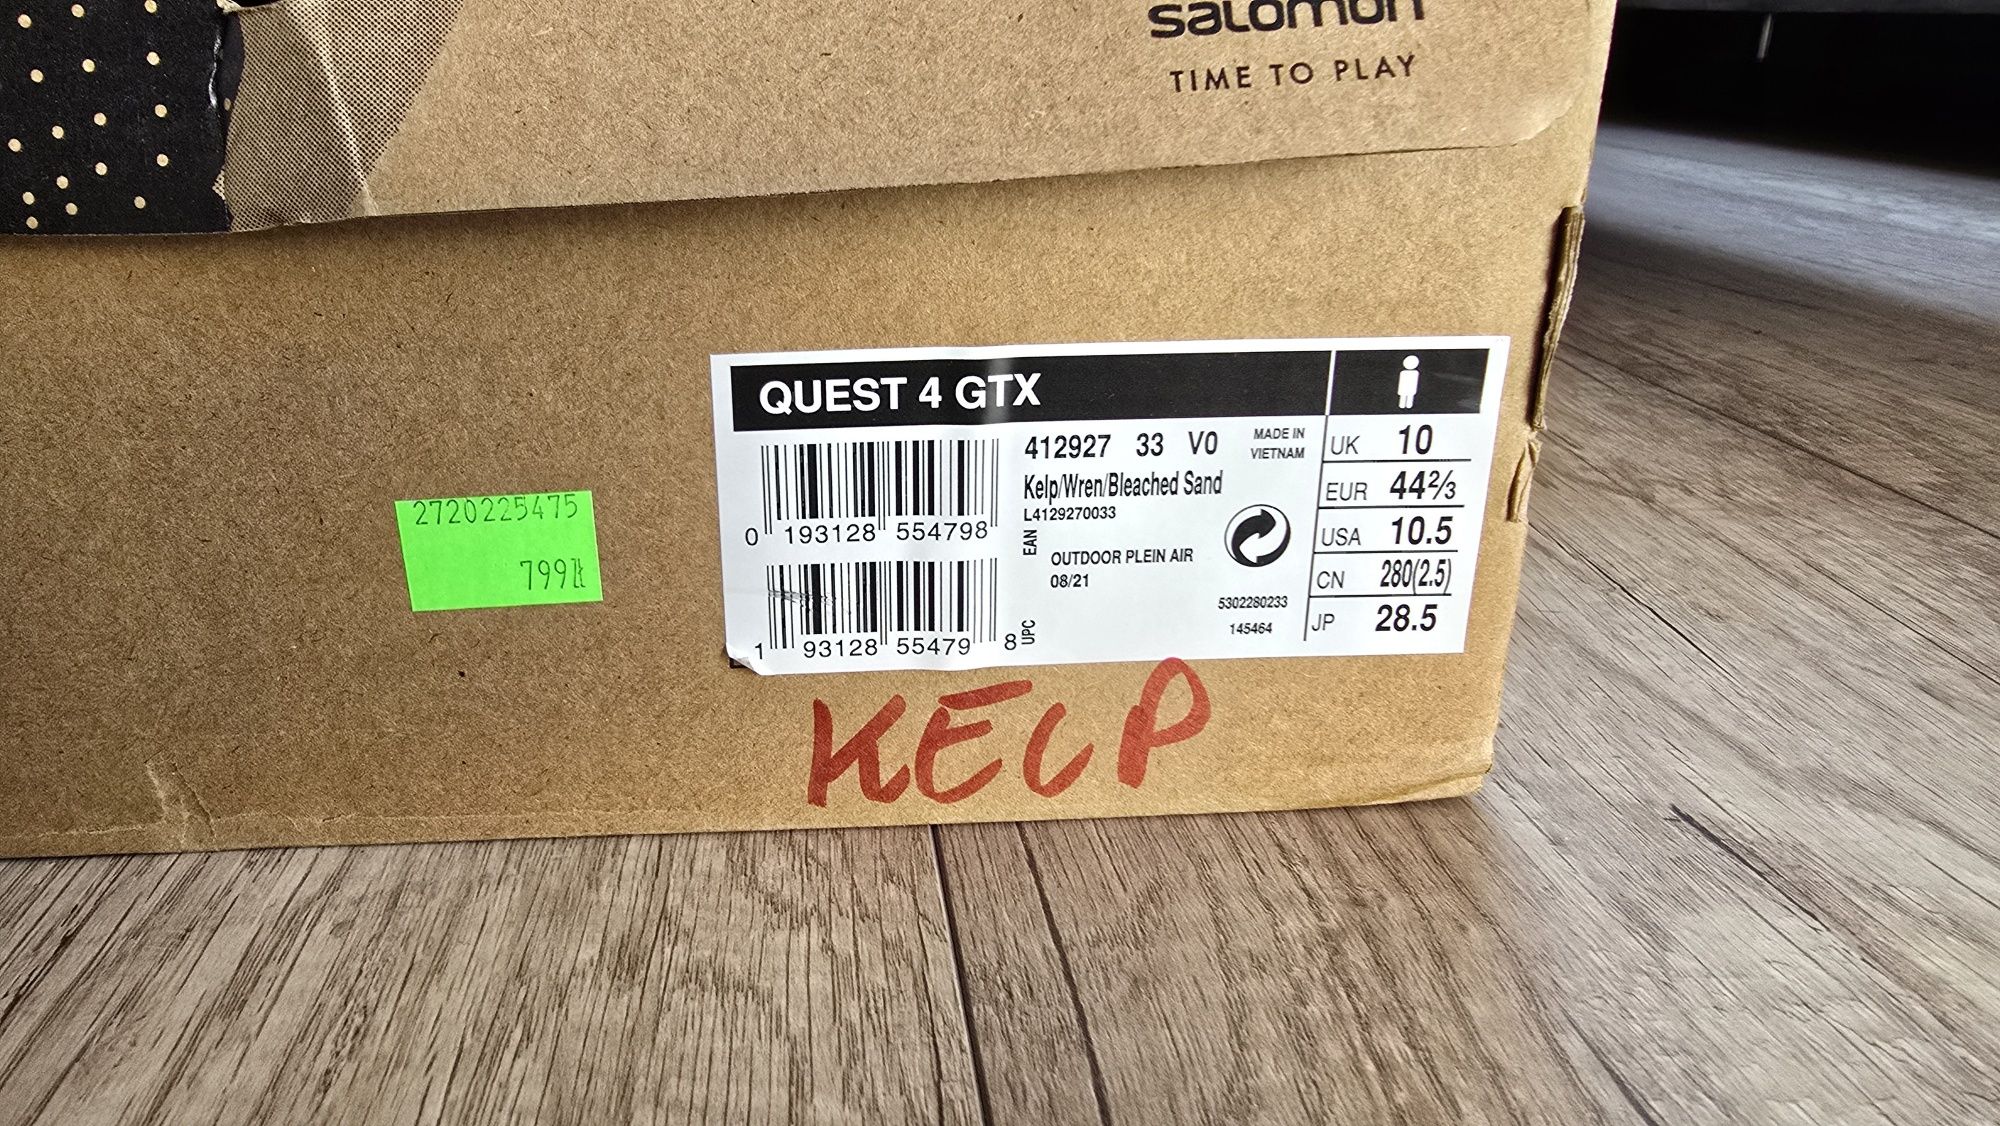 salomon
TIME TO PLAY
QUEST 4 GTX
412927 33 V0
MADE IN
VIETNAM
Kelp/Wren/Bleached Sand
L4129270033
0 193128 554798
EAN
OUTDOOR PLEIN AIR
08/21
5302280233
145464
1 93128 55479 8
UPC
UK 10
EUR 44⅔
USA 10.5
CN 280(2.5)
JP 28.5
2720225475
799zł
KELP